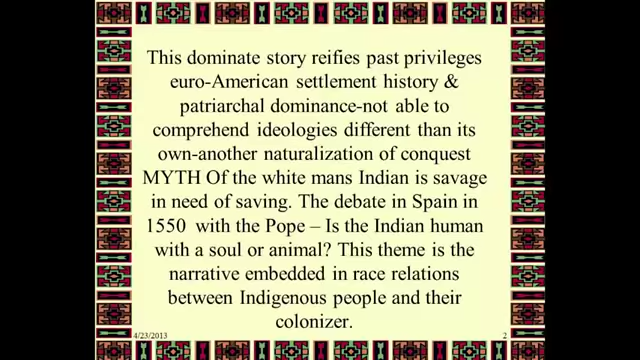 This dominate story reifies past privileges
euro-American settlement history &
patriarchal dominance-not able to
comprehend ideologies different than its
own-another naturalization of conquest
MYTH Of the white mans Indian is savage
in need of saving. The debate in Spain in
1550  with the Pope – Is the Indian human
with a soul or animal? This theme is the
narrative embedded in race relations
between Indigenous people and their
colonizer.
4/23/2013
2